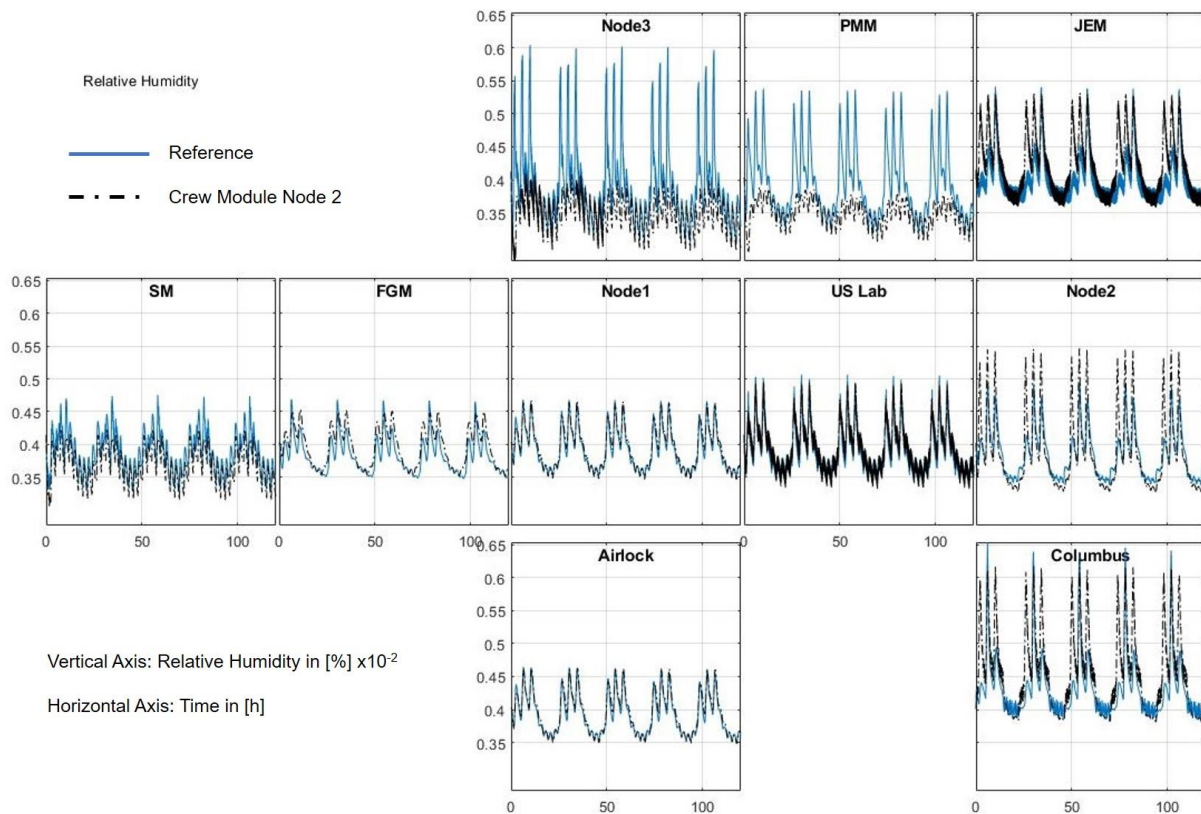 0.65
Node3
PMM
JEM
0.6
Relative Humidity
0.55
0.5
Reference
0.45
Crew Module Node 2
0.4
0.35
0.65
SM
FGM
Node1
US Lab
Node2
0.6
0.55
0.5
0.45
0.4
0.35
0
50
100
0
50
100
0.65
Airlock
Columbus
0.6
0.55
0.5
Vertical Axis: Relative Humidity in [%] x10-2
0.45
Horizontal Axis: Time in [h]
0.4
0.35
0
50
100
0
50
100